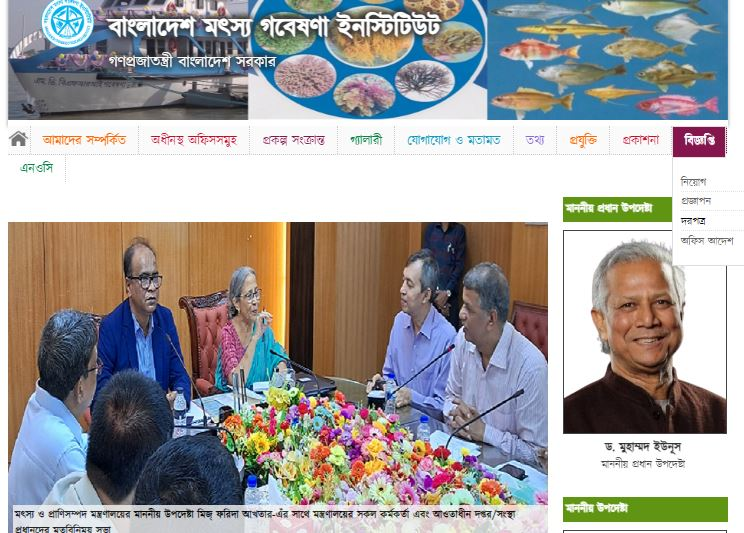 বাংলাদেশ মৎস্য গবেষণা ইনস্টিটিউট
গণপ্রজাতন্ত্রী বাংলাদেশ সরকার
আমাদের সম্পর্কিত অধীনস্থ অফিসসমুহ প্রকল্প সংক্রান্ত গ্যালারী যোগাযোগ ও মতামত তথ্য প্রযুক্তি প্রকাশনা বিজ্ঞপ্তি
এনওসি
নিয়োগ
প্রজ্ঞাপন
দরপত্র
অফিস আদেশ
মাননীয় প্রধান উপদেষ্টা
ড. মুহাম্মদ ইউনূস
মাননীয় প্রধান উপদেষ্টা
মাননীয় উপদেষ্টা
মৎস্য ও প্রাণিসম্পদ মন্ত্রণালয়ের মাননীয় উপদেষ্টা মিজ্ ফরিদা আখতার-এঁর সাথে মন্ত্রণালয়ের সকল কর্মকর্তা এবং আওতাধীন দপ্তর/সংস্থা
প্রধানদের মতবিনিময় সভা